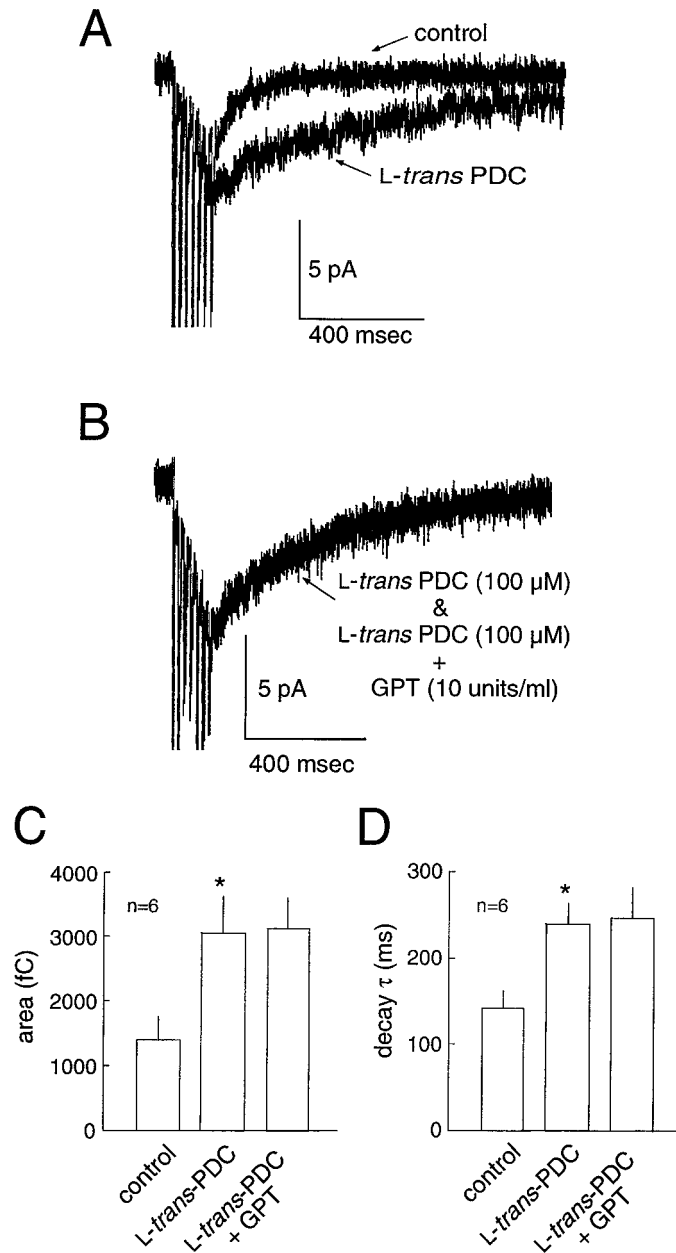 A
control
L-trans PDC
5 pA
400 msec
B
L-trans PDC (100 µM)
&
L-trans PDC (100 µM)
+
GPT (10 units/ml)
5 pA
400 msec
C
area (fC)
4000
3000
2000
1000
0
n=6
*
control
L-trans-PDC
L-trans-PDC
+ GPT
D
decay τ (ms)
300
200
100
0
n=6
*
control
L-trans-PDC
L-trans-PDC
+ GPT